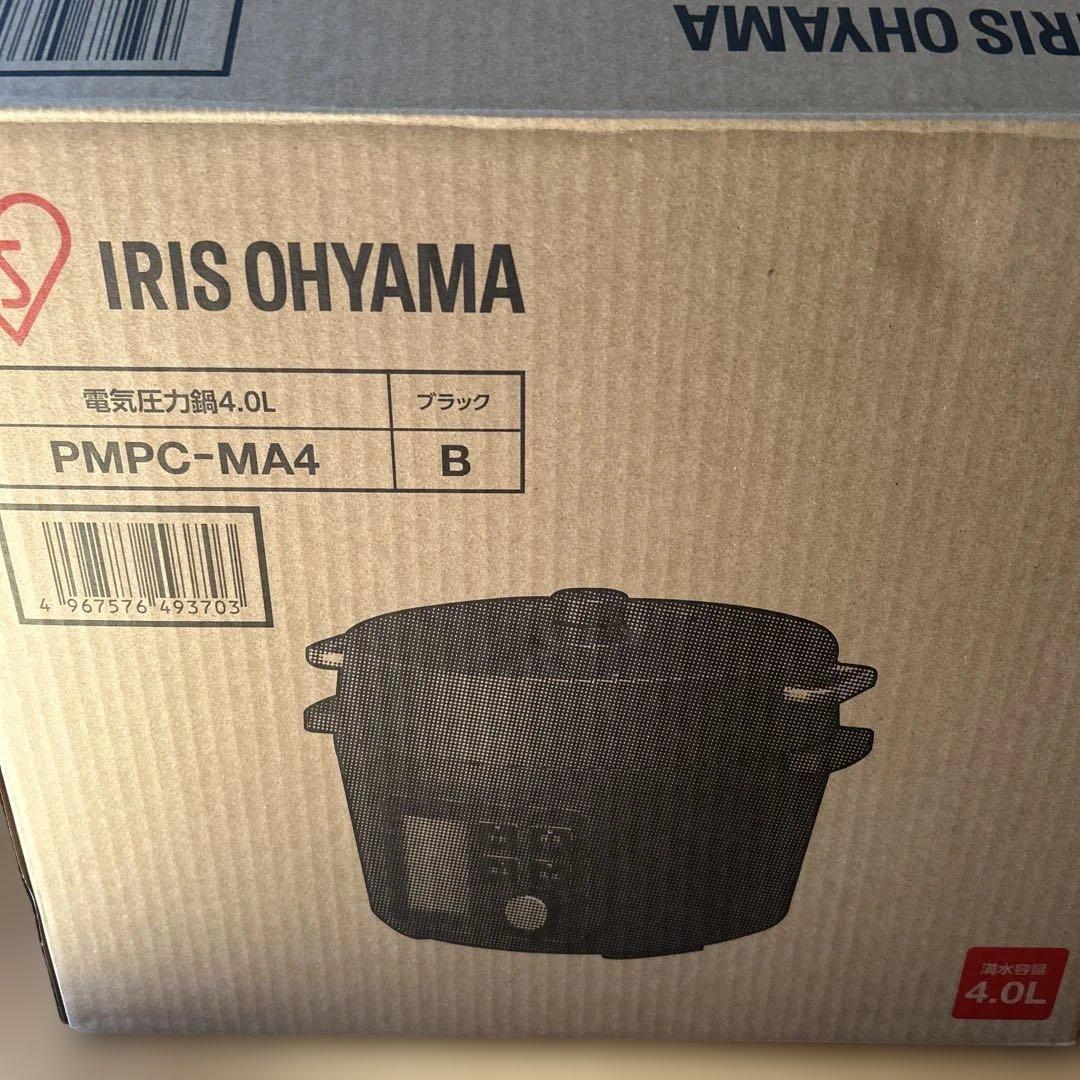 IRIS OHYAMA
IRIS OHYAMA
電気圧力鍋4.0L
ブラック
PMPC-MA4
B
4 967576 493703
満水容量
4.0L